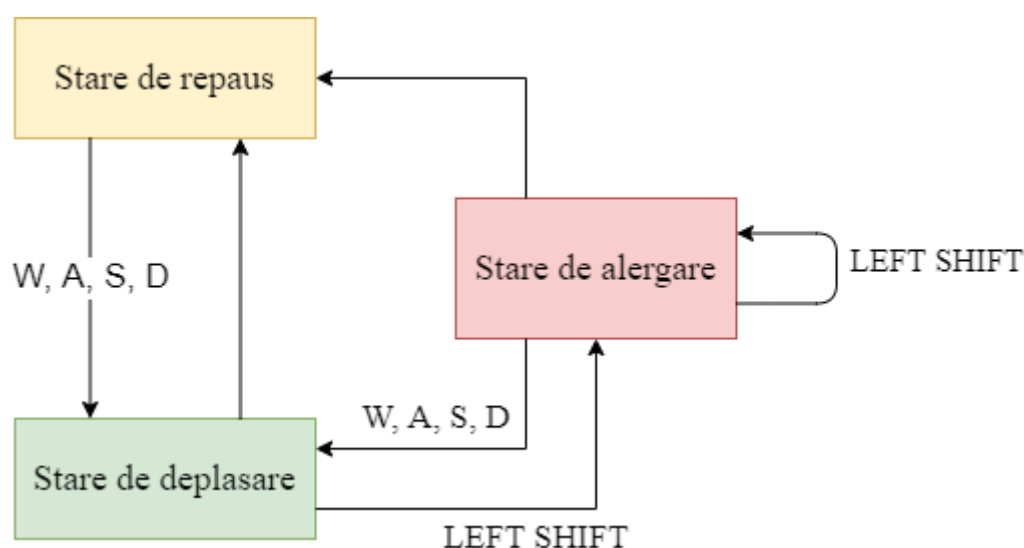 Stare de repaus
Stare de alergare
LEFT SHIFT
W, A, S, D
W, A, S, D
Stare de deplasare
LEFT SHIFT